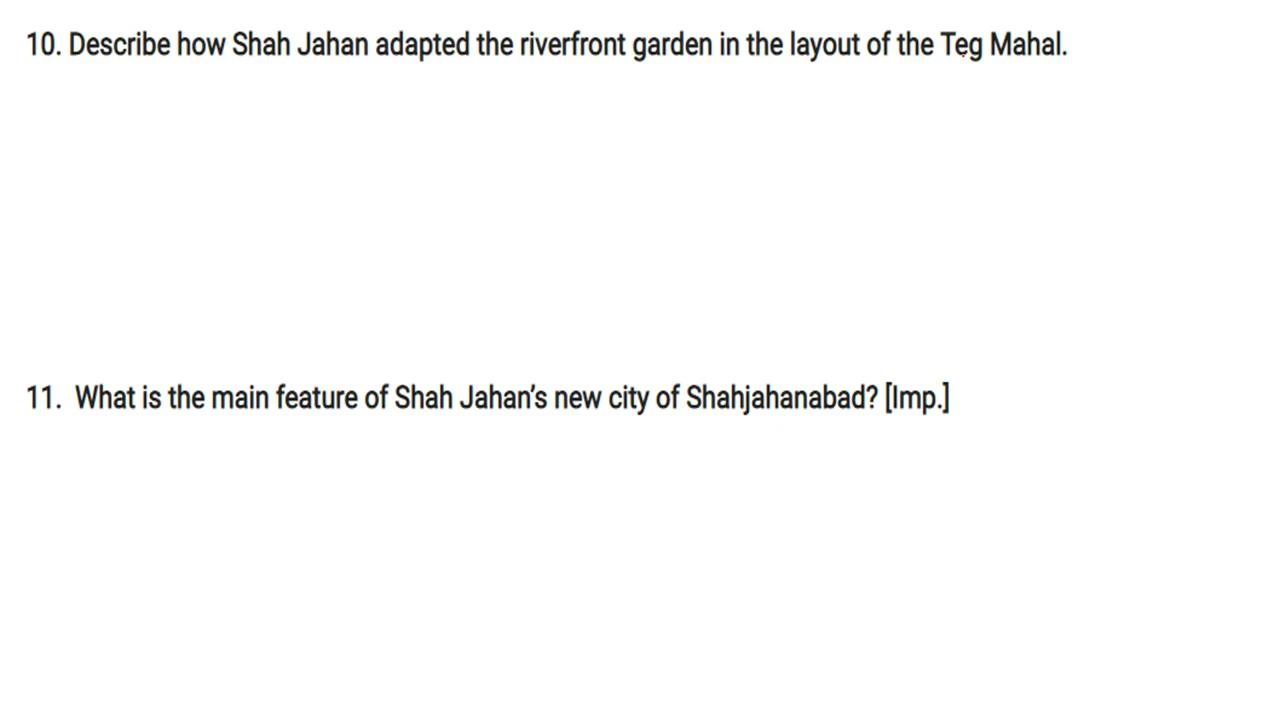 10. Describe how Shah Jahan adapted the riverfront garden in the layout of the Teg Mahal.
11. What is the main feature of Shah Jahan’s new city of Shahjahanabad? [Imp.]